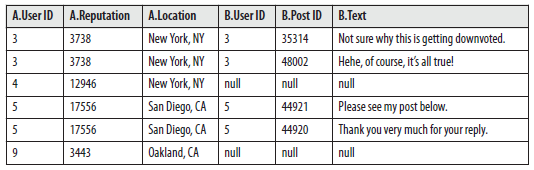 A.User ID A.Reputation A.Location B.User ID B.Post ID B.Text
3 3738 New York, NY 3 35314 Not sure why this is getting downvoted.
3 3738 New York, NY 3 48002 Hehe, of course, it's all true!
4 12946 New York, NY null null null
5 17556 San Diego, CA 5 44921 Please see my post below.
5 17556 San Diego, CA 5 44920 Thank you very much for your reply.
9 3443 Oakland, CA null null null